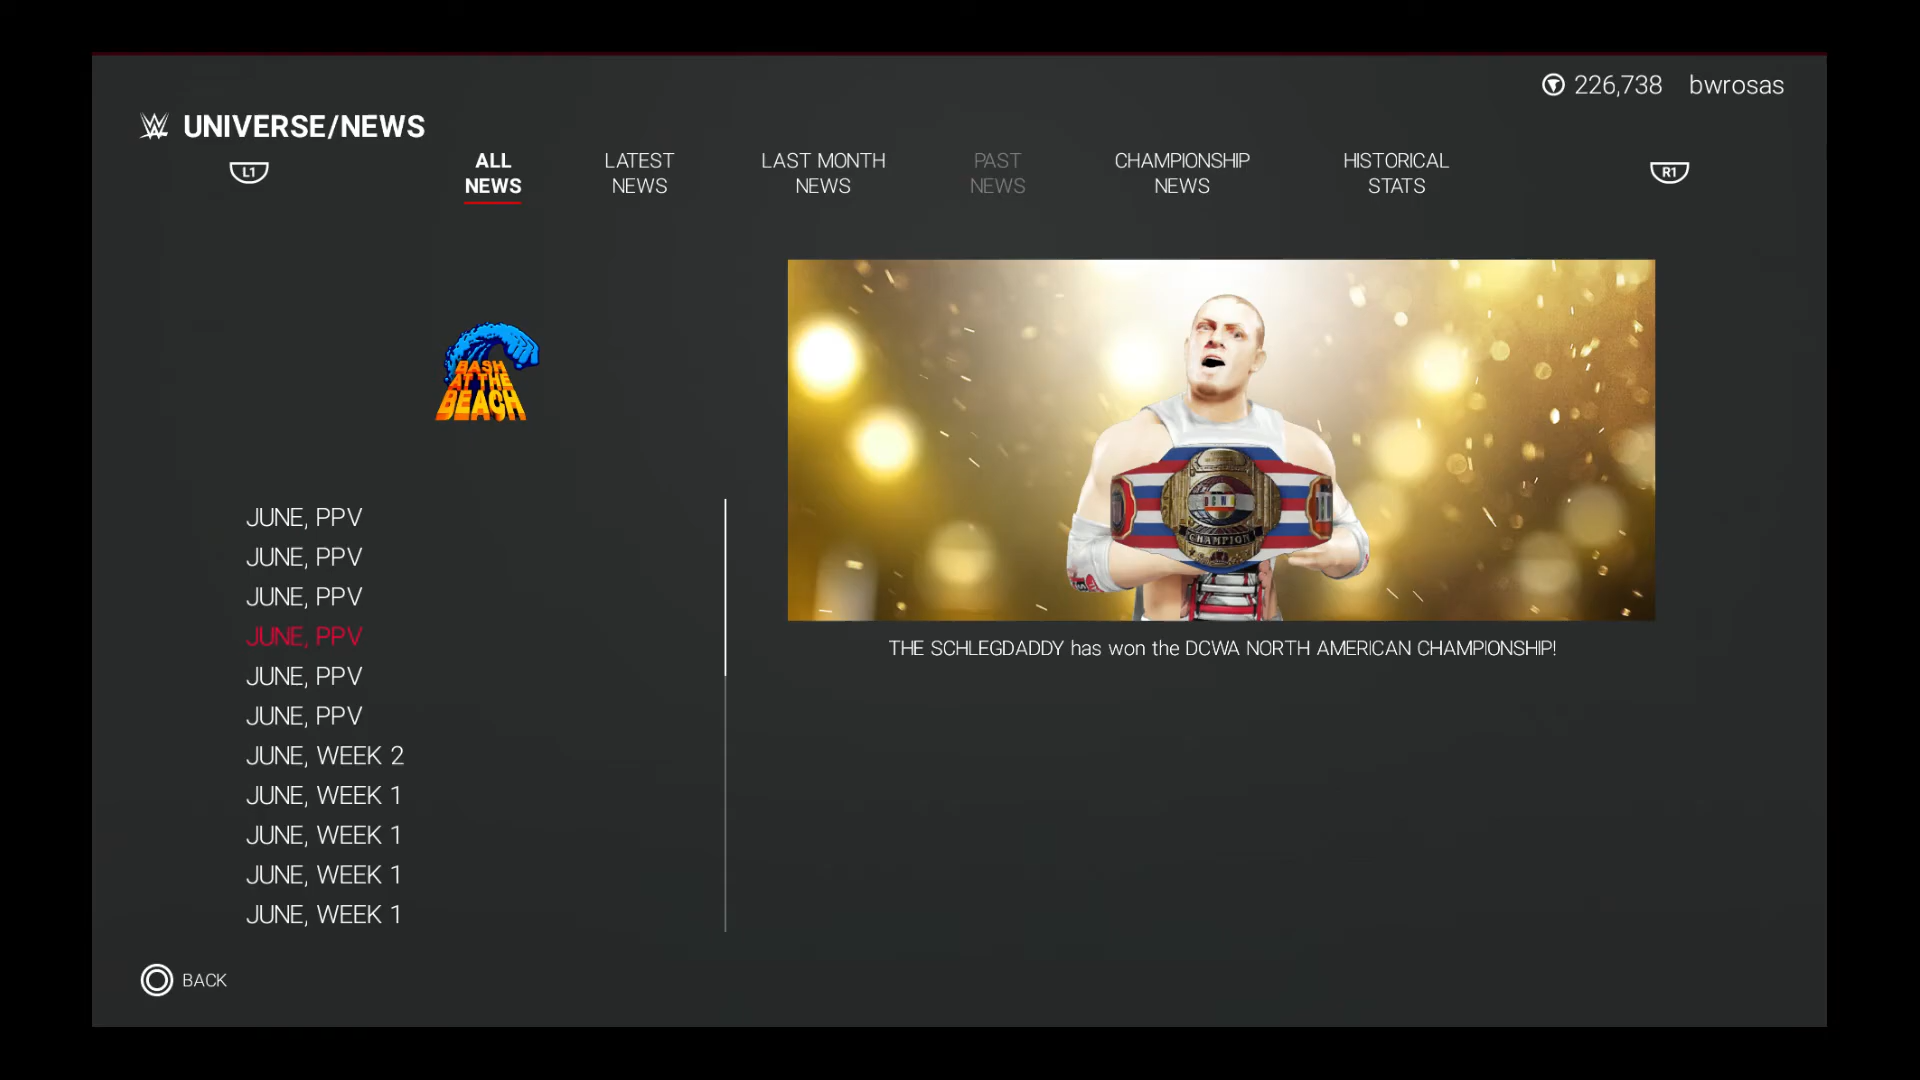 226,738 bwrosas
UNIVERSE/NEWS
L1
ALL NEWS
LATEST NEWS
LAST MONTH NEWS
PAST NEWS
CHAMPIONSHIP NEWS
HISTORICAL STATS
R1
BASH
AT THE
BEACH
DCWA
CHAMPION
THE SCHLEGDADDY has won the DCWA NORTH AMERICAN CHAMPIONSHIP!
JUNE, PPV
JUNE, PPV
JUNE, PPV
JUNE, PPV
JUNE, PPV
JUNE, PPV
JUNE, WEEK 2
JUNE, WEEK 1
JUNE, WEEK 1
JUNE, WEEK 1
JUNE, WEEK 1
BACK